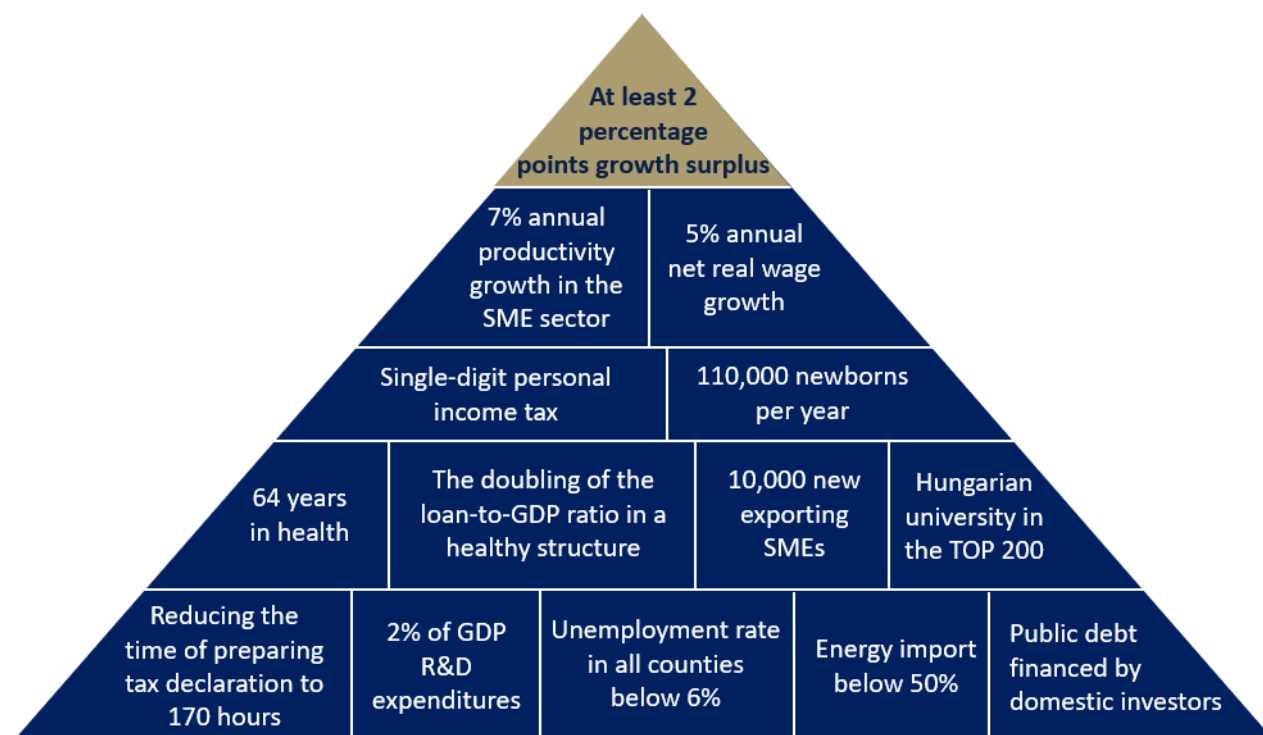 At least 2
percentage
points growth surplus
7% annual
productivity
growth in the
SME sector
5% annual
net real wage
growth
Single-digit personal
income tax
110,000 newborns
per year
64 years
in health
The doubling of the
loan-to-GDP ratio in a
healthy structure
10,000 new
exporting
SMEs
Hungarian
university in
the TOP 200
Reducing the
time of preparing
tax declaration to
170 hours
2% of GDP
R&D
expenditures
Unemployment rate
in all counties
below 6%
Energy import
below 50%
Public debt
financed by
domestic investors